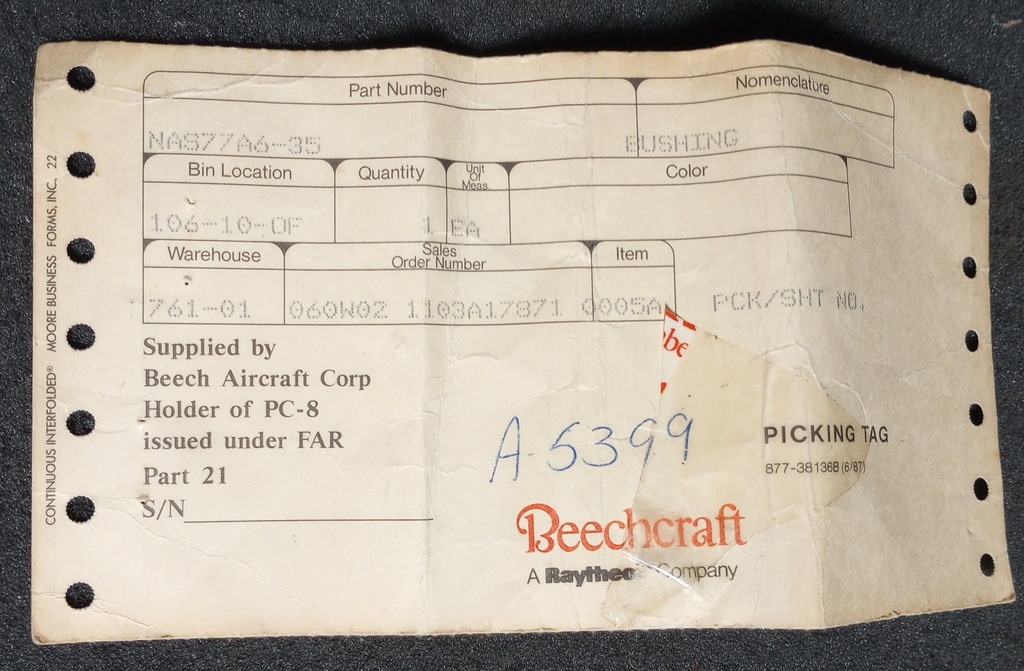 Part Number Nomenclature
NAS77A6-35 BUSHING
Bin Location Quantity Unit Of Meas. Color
106-10-OF 1 EA
Warehouse Sales Order Number Item
761-01 060W02 1103A17871 0005A PCK/SHT NO.
Supplied by
Beech Aircraft Corp
Holder of PC-8
issued under FAR
Part 21
S/N
be
A-5399
PICKING TAG
877-38136B (6/87)
Beechcraft
A Raytheon Company
CONTINUOUS INTERFOLDED® MOORE BUSINESS FORMS, INC., 22